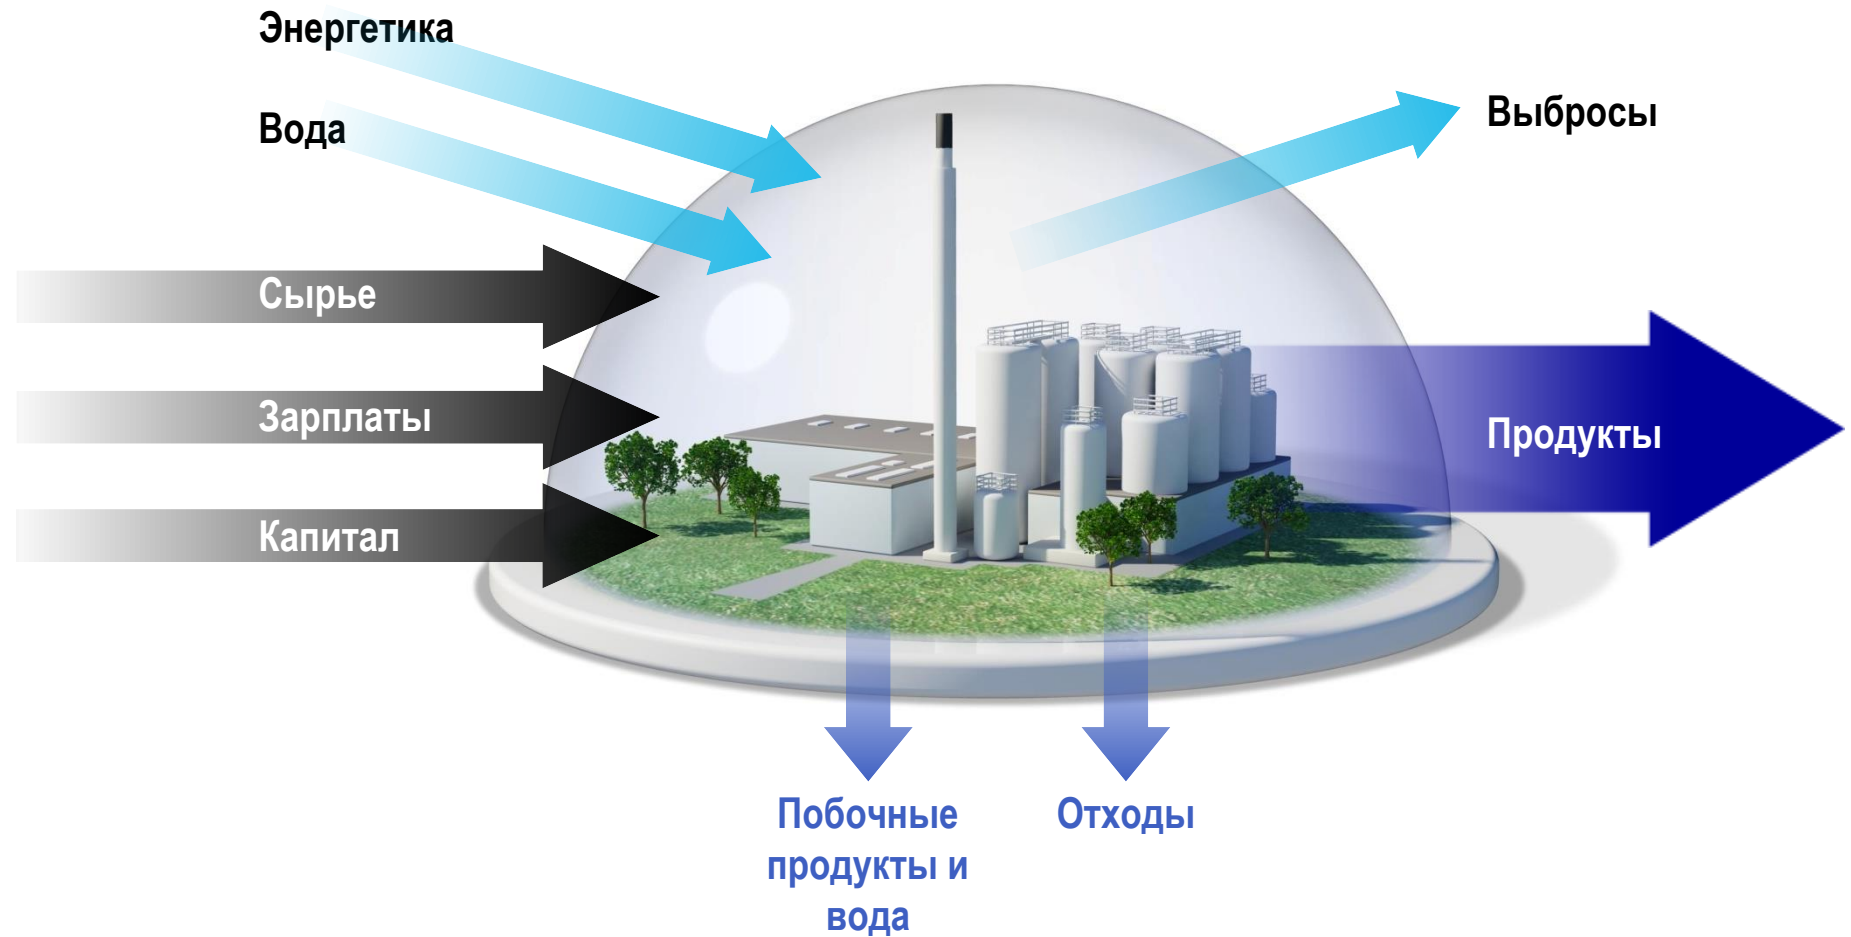 Энергетика
Вода
Выбросы
Сырье
Зарплаты
Продукты
Капитал
Побочные
продукты и
вода
Отходы